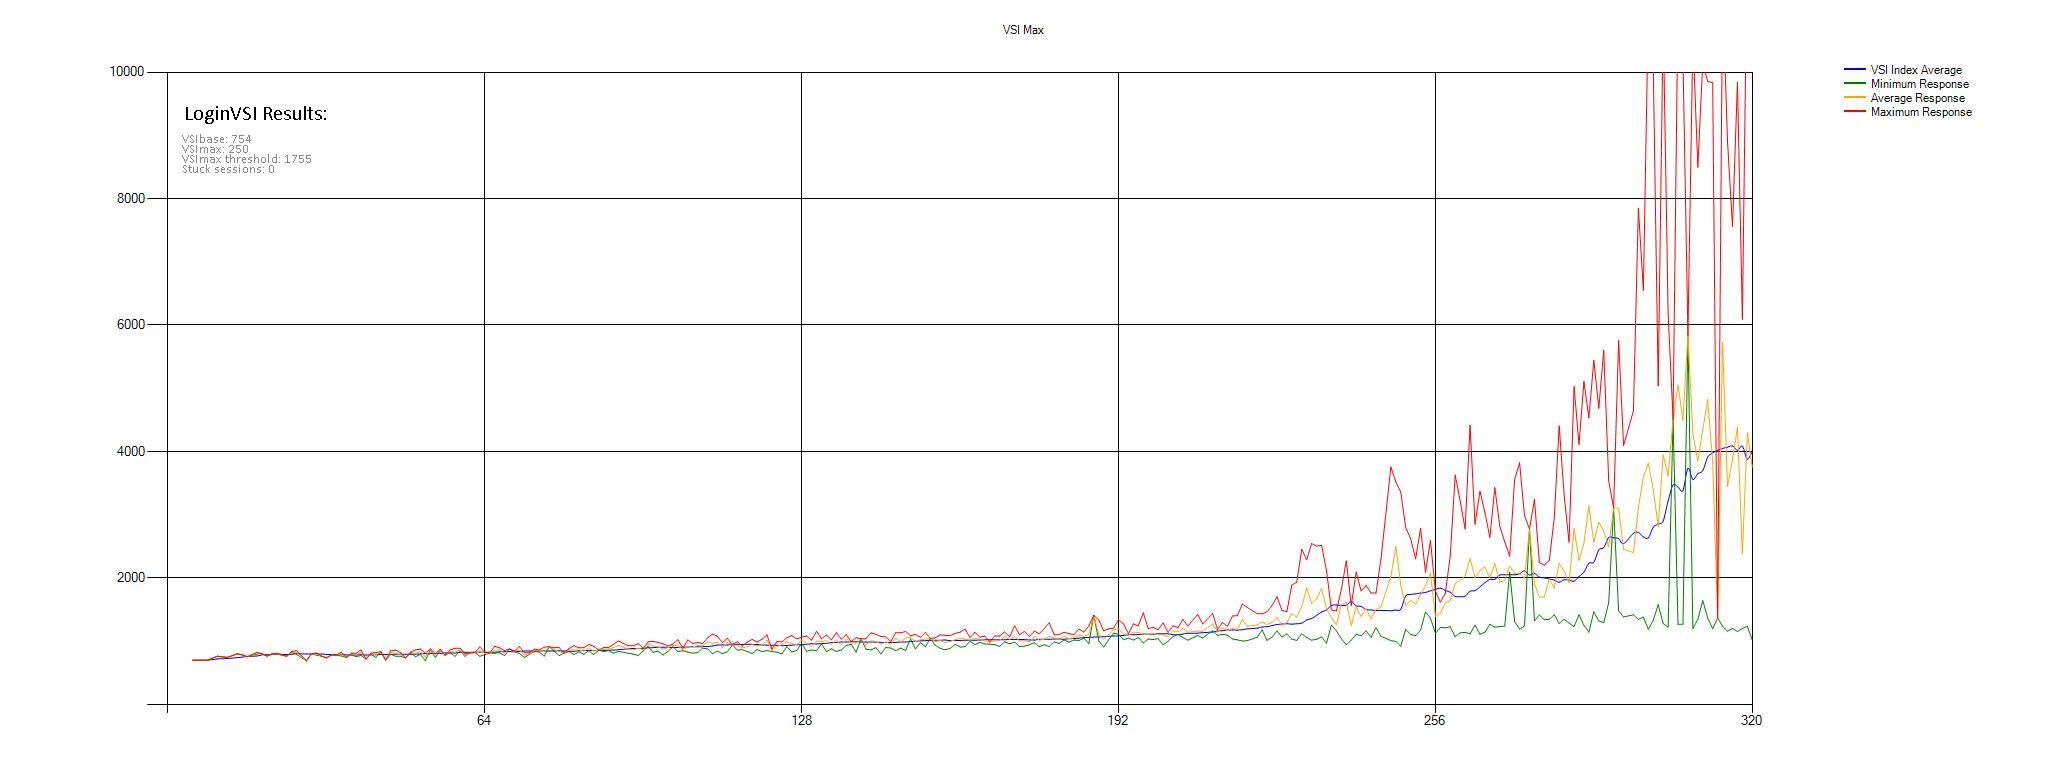 VSI Max
10000
8000
6000
4000
2000
LoginVSI Results:
VSIbase: 754
VSImax: 250
VSImax threshold: 1755
Stuck sessions: 0
64
128
192
256
320
VSI Index Average
Minimum Response
Average Response
Maximum Response